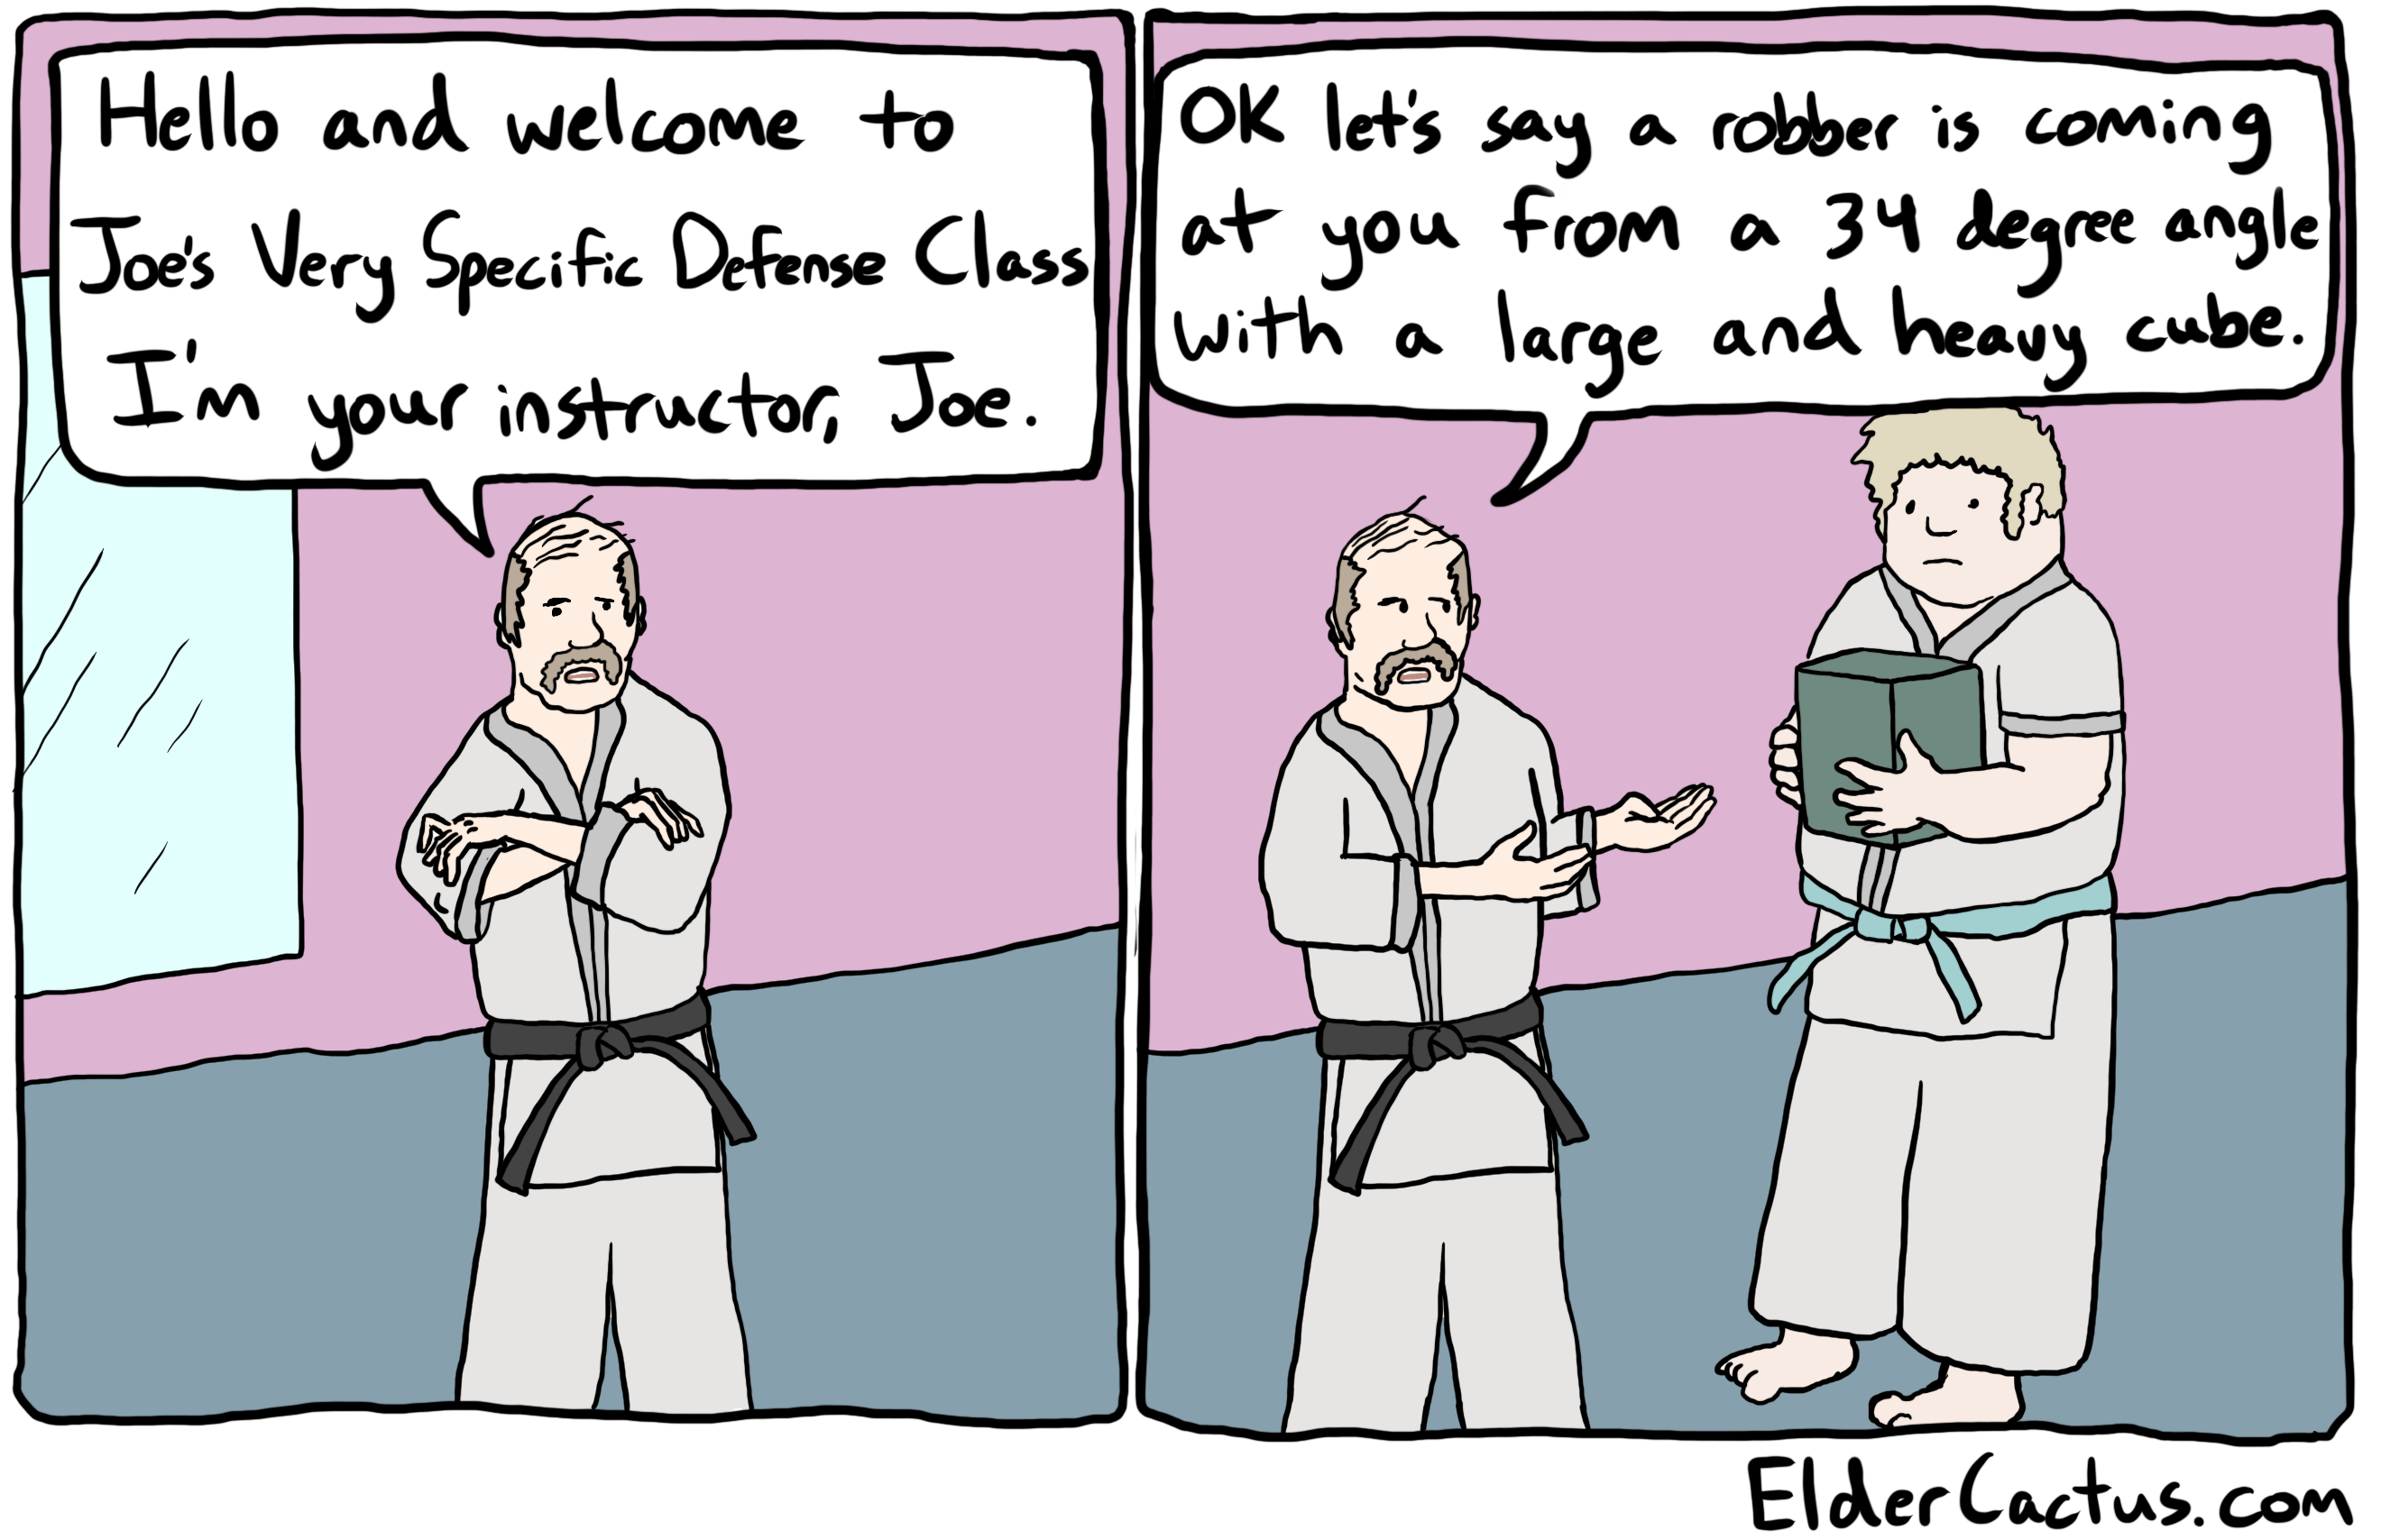 Hello and welcome to
Joe's Very Specific Defense Class
I'm your instructor, Joe.
OK let's say a robber is coming
at you from a 34 degree angle
with a large and heavy cube.
ElderCactus.com